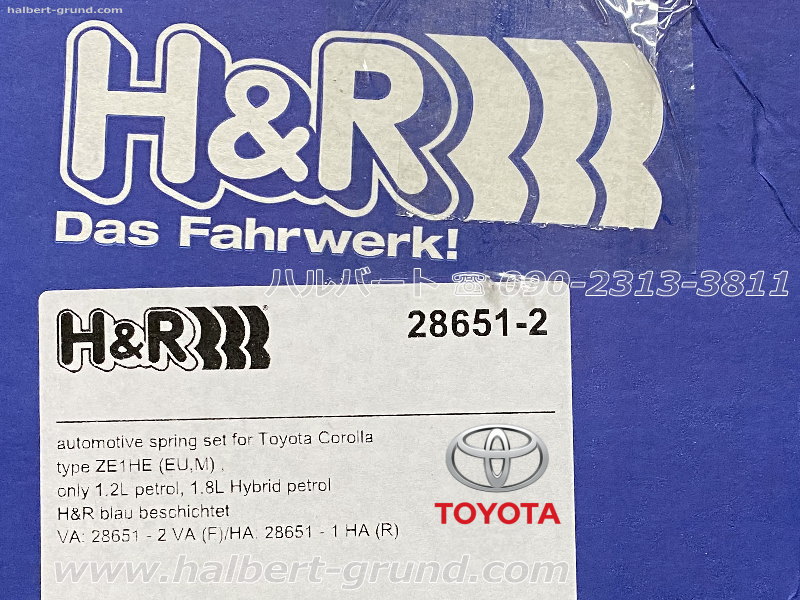 halbert-grund.com
H&R
Das Fahrwerk!
ハルバート ☏ 090-2313-3811
H&R ®
28651-2
automotive spring set for Toyota Corolla
type ZE1HE (EU,M) ,
only 1.2L petrol, 1.8L Hybrid petrol
H&R blau beschichtet
VA: 28651 - 2 VA (F)/HA: 28651 - 1 HA (R)
TOYOTA
www.halbert-grund.com